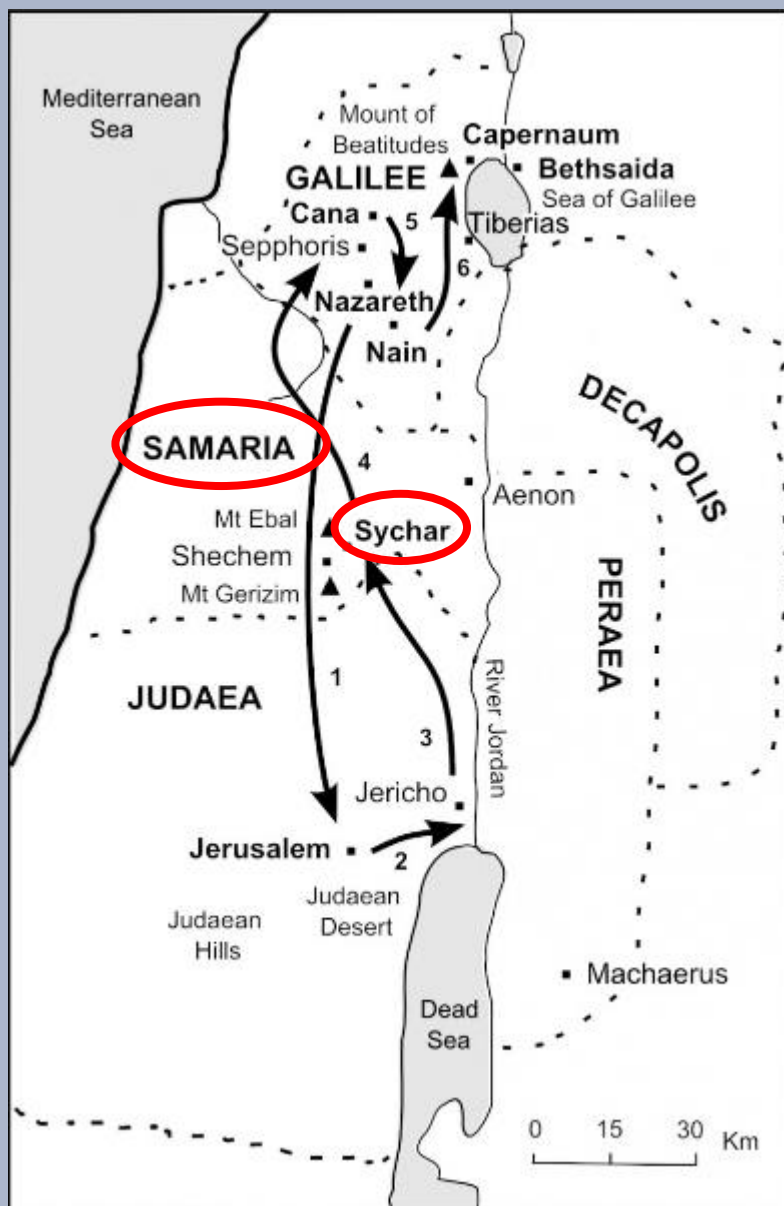 Mediterranean
Sea
Mount of
Beatitudes
Capernaum
Bethsaida
Sea of Galilee
GALILEE
Cana
5
Sepphoris
Tiberias
6
Nazareth
Nain
DECAPOLIS
SAMARIA
4
Aenon
Mt Ebal
Sychar
Shechem
Mt Gerizim
PERAEA
1
JUDAEA
River Jordan
3
Jericho
Jerusalem
2
Judaean
Desert
Judaean
Hills
Machaerus
Dead
Sea
0 15 30 Km